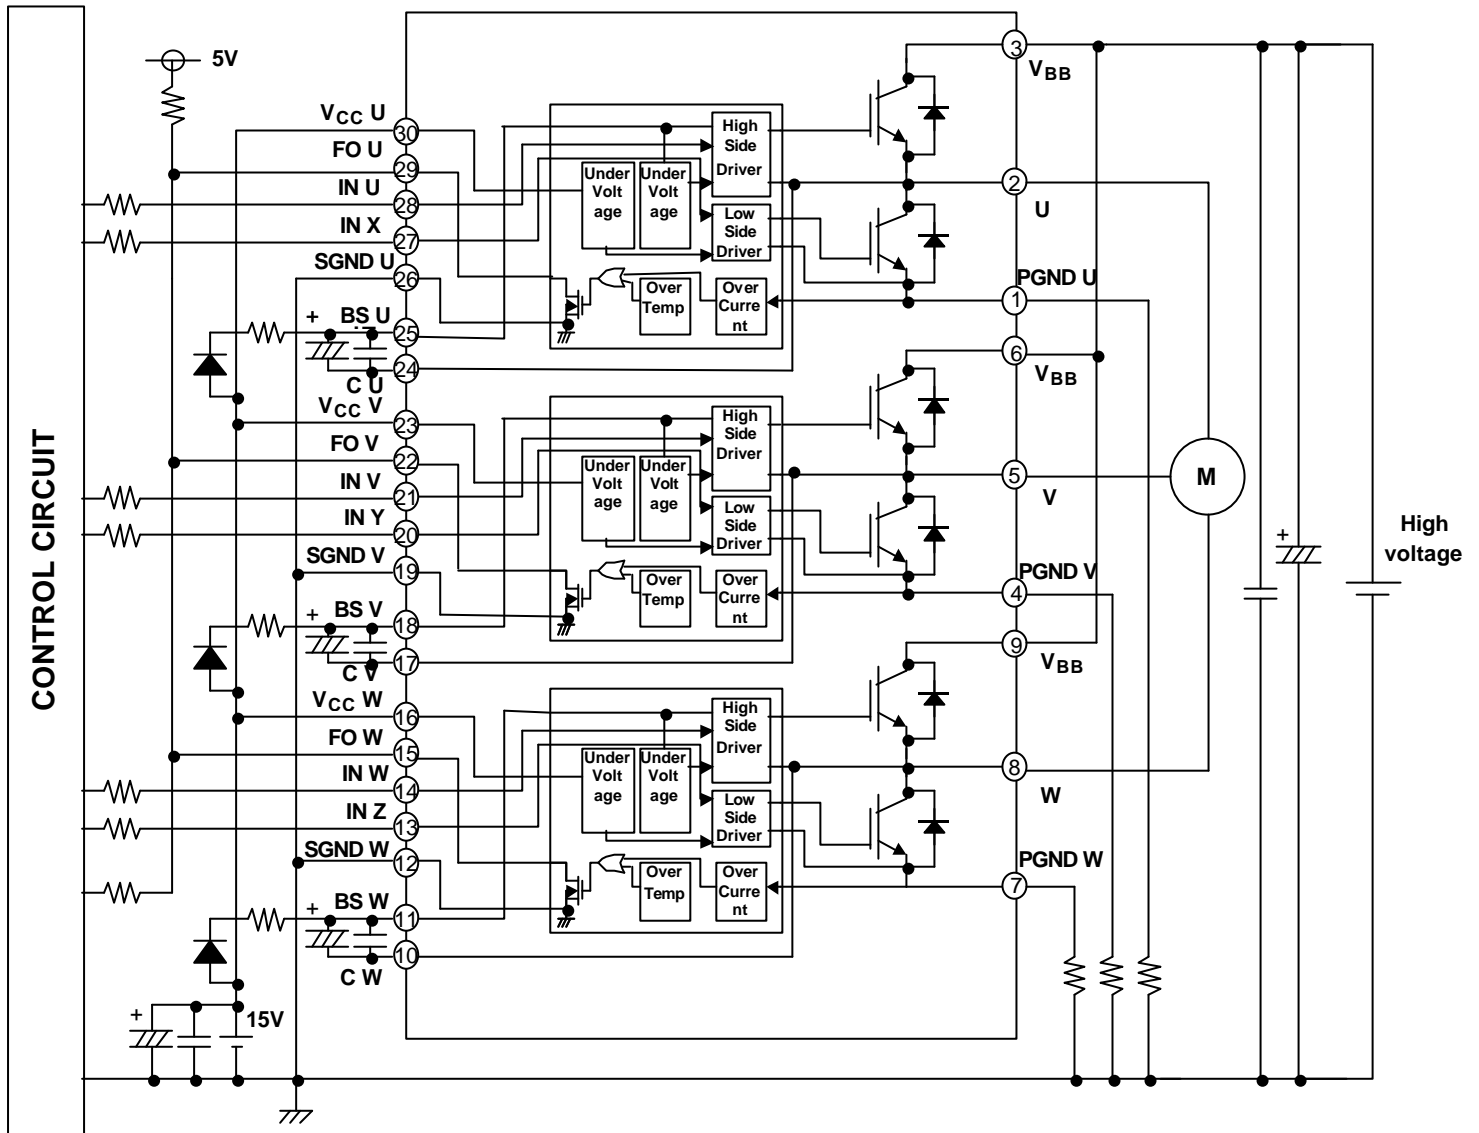 CONTROL CIRCUIT
5V
VCC U
FO U
IN U
IN X
SGND U
+
BS U
C U
30
29
28
27
26
25
24
Under
Volt
age
Under
Volt
age
High
Side
Driver
Low
Side
Driver
Over
Temp
Over
Curre
nt
3
VBB
2
U
PGND U
1
VCC V
FO V
IN V
IN Y
SGND V
+
BS V
C V
23
22
21
20
19
18
17
Under
Volt
age
Under
Volt
age
High
Side
Driver
Low
Side
Driver
Over
Temp
Over
Curre
nt
6
VBB
5
V
PGND V
4
M
+
High
voltage
VCC W
FO W
IN W
IN Z
SGND W
+
BS W
C W
16
15
14
13
12
11
10
Under
Volt
age
Under
Volt
age
High
Side
Driver
Low
Side
Driver
Over
Temp
Over
Curre
nt
9
VBB
8
W
PGND W
7
+
15V